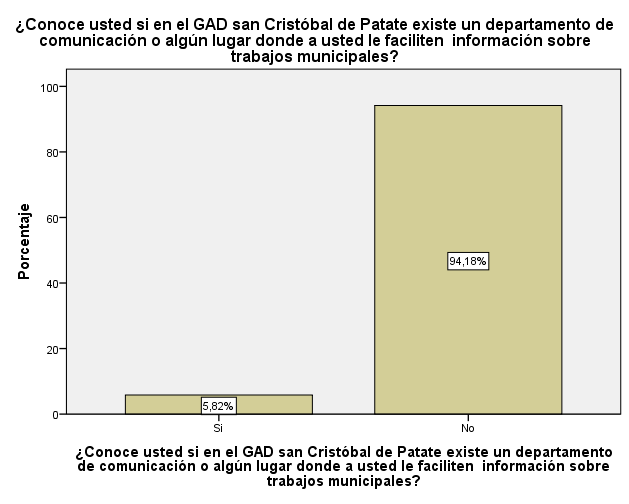 ¿Conoce usted si en el GAD san Cristóbal de Patate existe un departamento de
comunicación o algún lugar donde a usted le faciliten  información sobre
trabajos municipales?
100
80
60
40
20
0
Porcentaje
94,18%
5,82%
Si
No
¿Conoce usted si en el GAD san Cristóbal de Patate existe un departamento
de comunicación o algún lugar donde a usted le faciliten  información sobre
trabajos municipales?